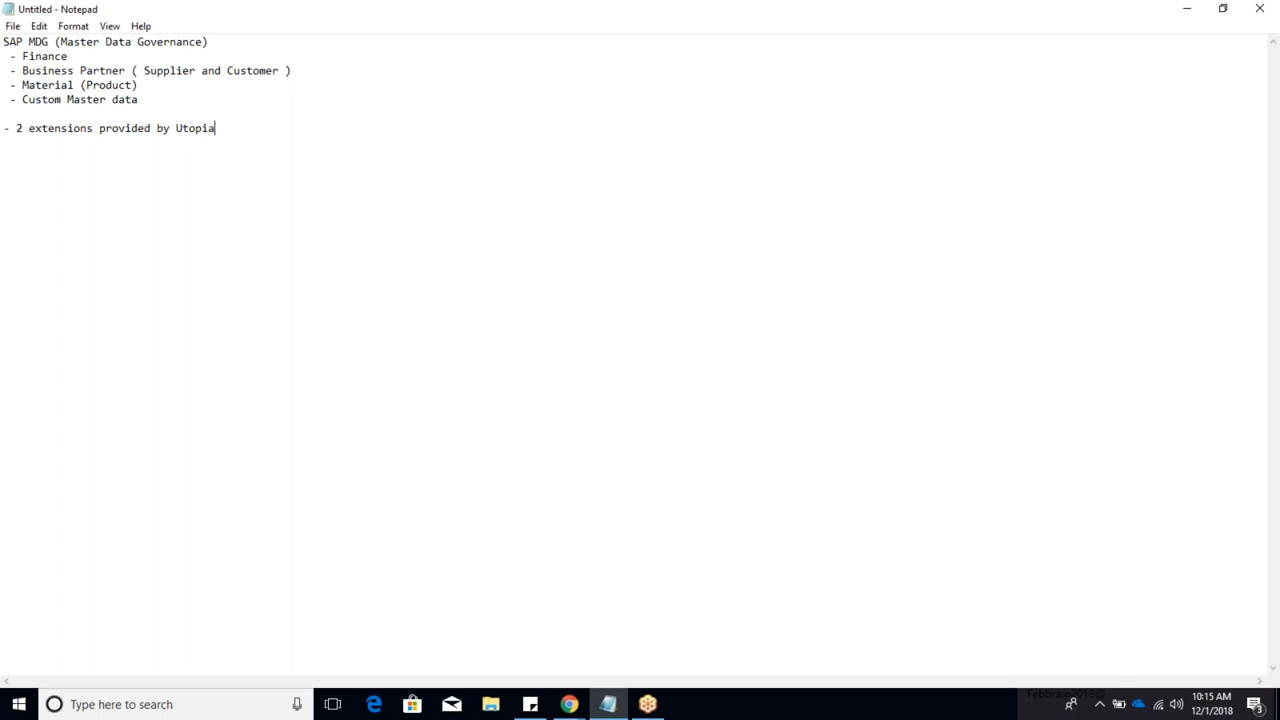 Untitled - Notepad
File Edit Format View Help
SAP MDG (Master Data Governance)
- Finance
- Business Partner ( Supplier and Customer )
- Material (Product)
- Custom Master data
- 2 extensions provided by Utopia
Type here to search
10:15 AM
12/1/2018
3